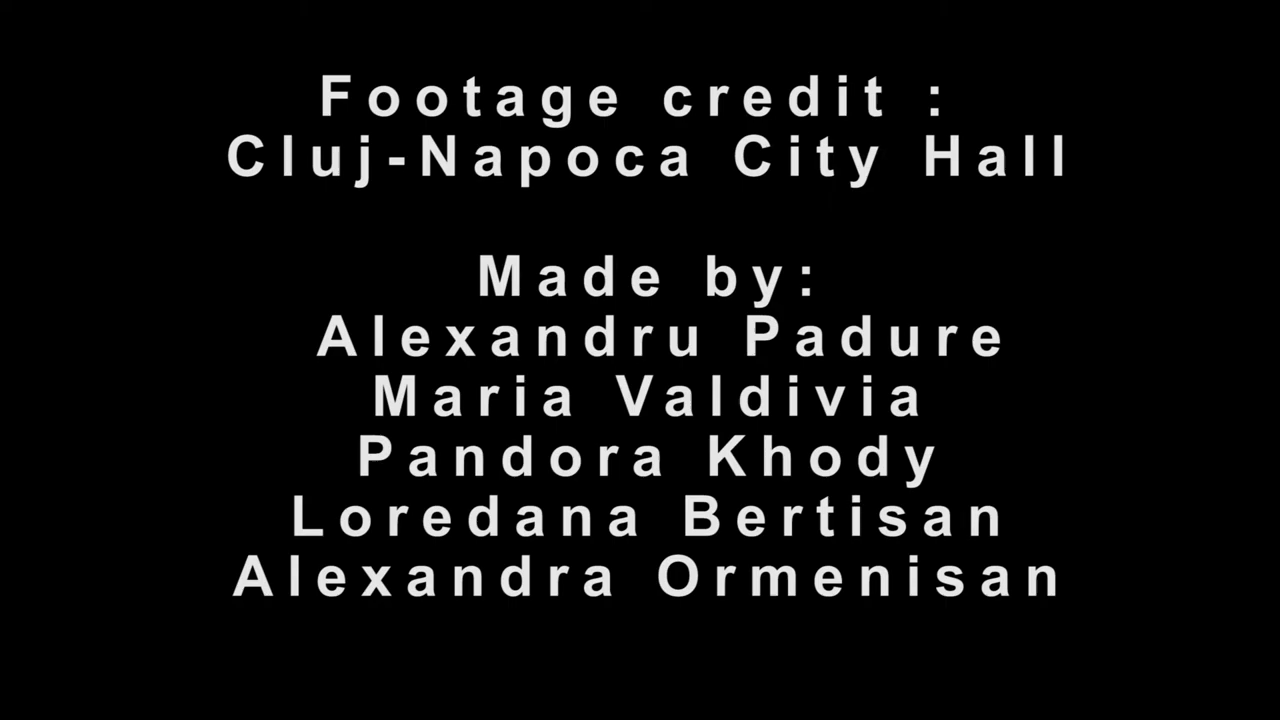 Footage credit :
Cluj-Napoca City Hall
Made by:
Alexandru Padure
Maria Valdivia
Pandora Khody
Loredana Bertisan
Alexandra Ormenisan